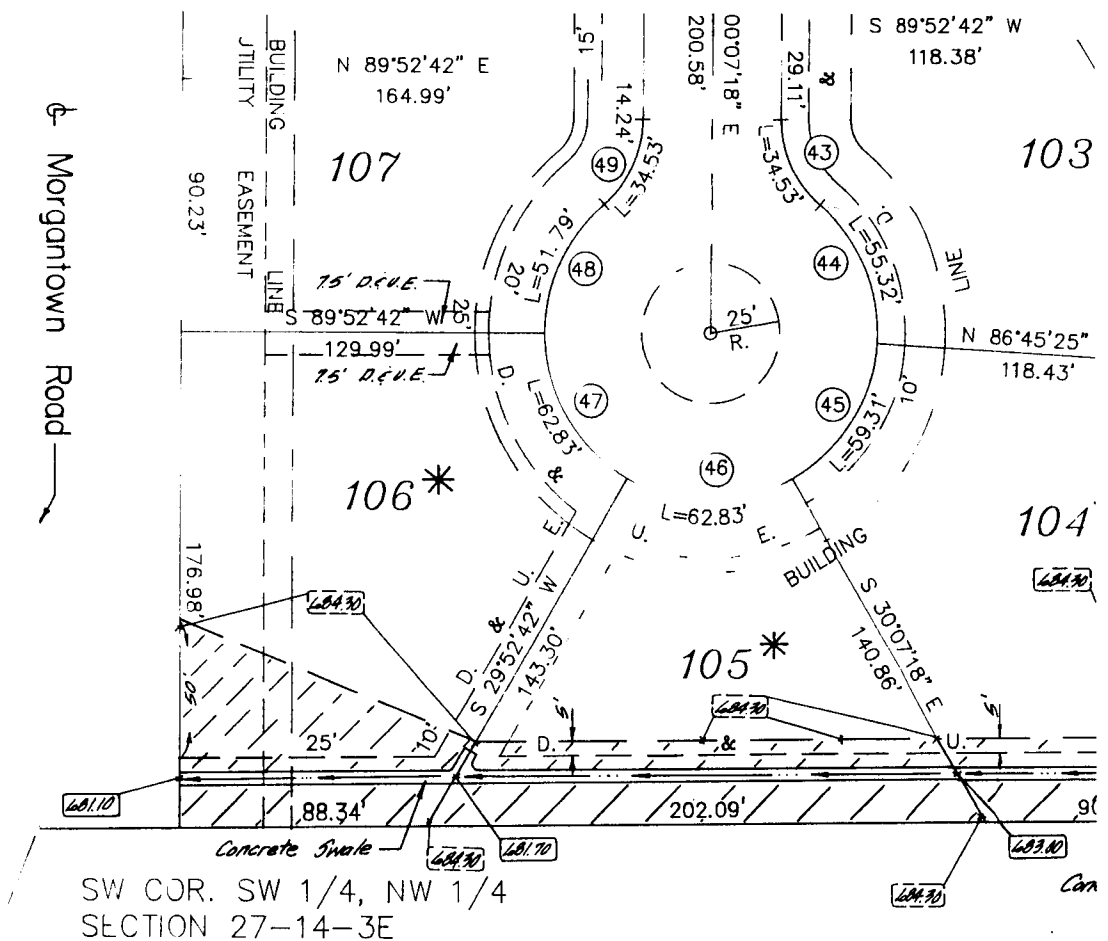 S 89°52'42" W
118.38'
N 89°52'42" E
164.99'
BUILDING
LINE
UTILITY
EASEMENT
15'
14.24'
00°07'18" E
200.58'
29.11'
&
℄ Morgantown Road
107
90.23'
49
L=34.53'
L=34.53'
43
103
L=51.79'
20'
48
44
D.
L=55.32'
LINE
7.5' D.&U.E.
S 89°52'42" W
25'
129.99'
7.5' D.&U.E.
25'
R.
N 86°45'25"
118.43'
D.
L=62.83'
47
45
L=59.31'
10'
&
106 *
46
L=62.83'
U.
E.
U.
E.
BUILDING
104
684.30
176.98'
684.30
D. &
S 29°52'42" W
143.30'
105 *
S 30°07'18" E
140.86'
50'
684.30
5'
5'
25'
10'
D.
&
U.
681.10
88.34'
202.09'
90
Concrete Swale
684.30
681.70
683.80
684.30
Conc
SW COR. SW 1/4, NW 1/4
SECTION 27-14-3E